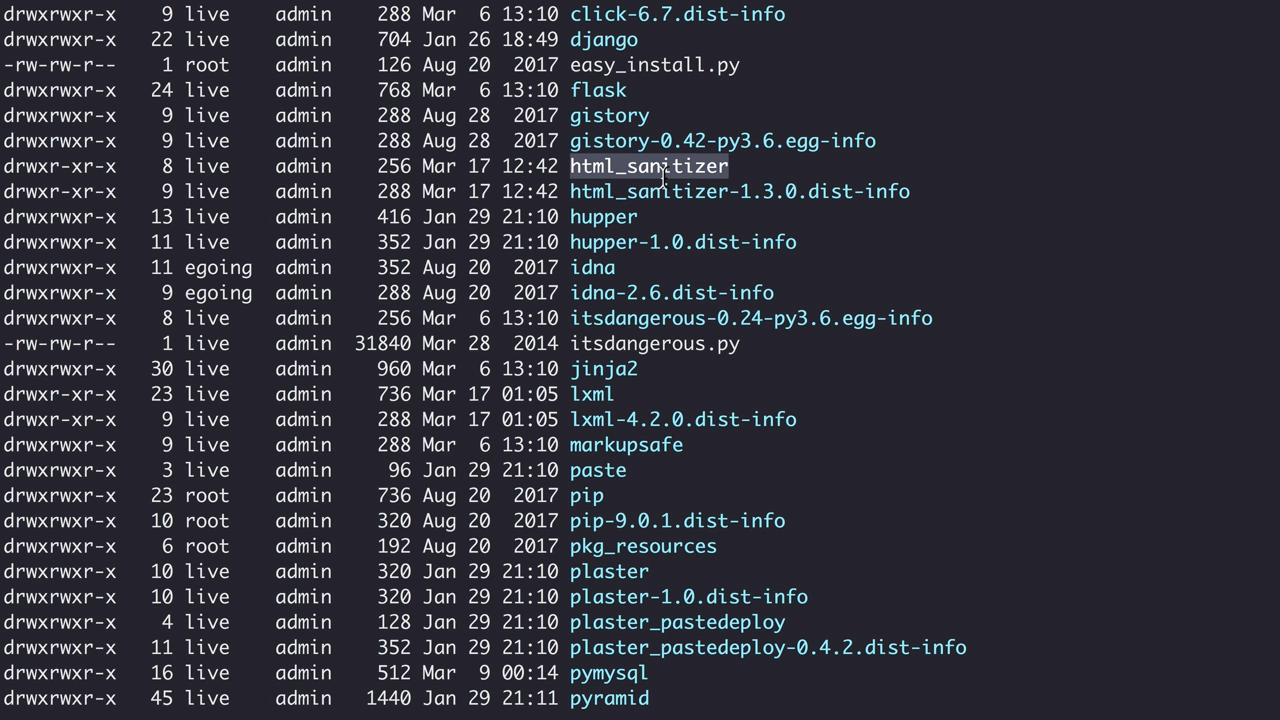 drwxrwxr-x   9 live    admin    288 Mar  6 13:10 click-6.7.dist-info
drwxrwxr-x  22 live    admin    704 Jan 26 18:49 django
-rw-rw-r--   1 root    admin    126 Aug 20  2017 easy_install.py
drwxrwxr-x  24 live    admin    768 Mar  6 13:10 flask
drwxrwxr-x   9 live    admin    288 Aug 28  2017 gistory
drwxrwxr-x   9 live    admin    288 Aug 28  2017 gistory-0.42-py3.6.egg-info
drwxr-xr-x   8 live    admin    256 Mar 17 12:42 html_sanitizer
drwxr-xr-x   9 live    admin    288 Mar 17 12:42 html_sanitizer-1.3.0.dist-info
drwxrwxr-x  13 live    admin    416 Jan 29 21:10 hupper
drwxrwxr-x  11 live    admin    352 Jan 29 21:10 hupper-1.0.dist-info
drwxrwxr-x  11 egoing  admin    352 Aug 20  2017 idna
drwxrwxr-x   9 egoing  admin    288 Aug 20  2017 idna-2.6.dist-info
drwxrwxr-x   8 live    admin    256 Mar  6 13:10 itsdangerous-0.24-py3.6.egg-info
-rw-rw-r--   1 live    admin  31840 Mar 28  2014 itsdangerous.py
drwxrwxr-x  30 live    admin    960 Mar  6 13:10 jinja2
drwxr-xr-x  23 live    admin    736 Mar 17 01:05 lxml
drwxr-xr-x   9 live    admin    288 Mar 17 01:05 lxml-4.2.0.dist-info
drwxrwxr-x   9 live    admin    288 Mar  6 13:10 markupsafe
drwxrwxr-x   3 live    admin     96 Jan 29 21:10 paste
drwxrwxr-x  23 root    admin    736 Aug 20  2017 pip
drwxrwxr-x  10 root    admin    320 Aug 20  2017 pip-9.0.1.dist-info
drwxrwxr-x   6 root    admin    192 Aug 20  2017 pkg_resources
drwxrwxr-x  10 live    admin    320 Jan 29 21:10 plaster
drwxrwxr-x  10 live    admin    320 Jan 29 21:10 plaster-1.0.dist-info
drwxrwxr-x   4 live    admin    128 Jan 29 21:10 plaster_pastedeploy
drwxrwxr-x  11 live    admin    352 Jan 29 21:10 plaster_pastedeploy-0.4.2.dist-info
drwxrwxr-x  16 live    admin    512 Mar  9 00:14 pymysql
drwxrwxr-x  45 live    admin   1440 Jan 29 21:11 pyramid